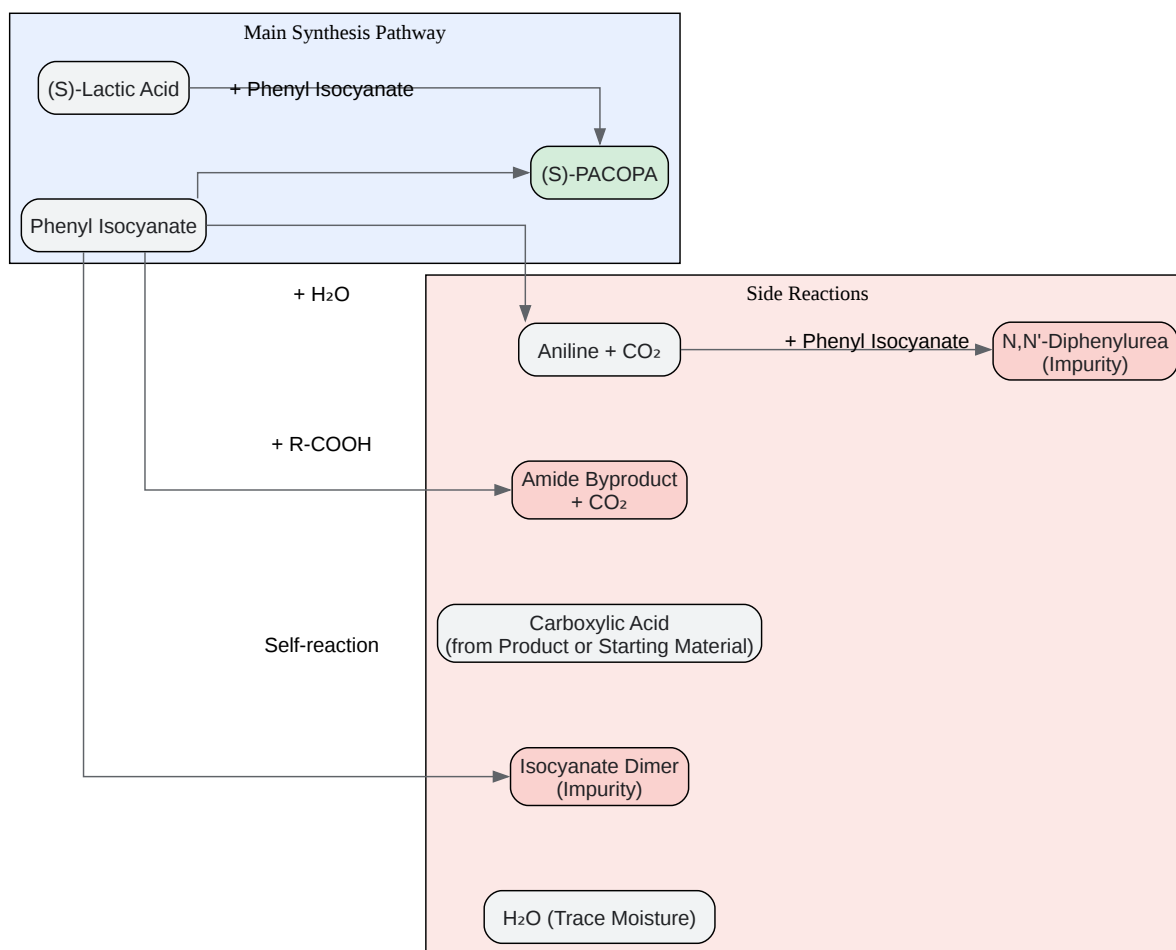 Main Synthesis Pathway
(S)-Lactic Acid
+ Phenyl Isocyanate
(S)-PACOPA
Phenyl Isocyanate
+ H₂O
Side Reactions
Aniline + CO₂
+ Phenyl Isocyanate
N,N'-Diphenylurea
(Impurity)
+ R-COOH
Amide Byproduct
+ CO₂
Carboxylic Acid
(from Product or Starting Material)
Self-reaction
Isocyanate Dimer
(Impurity)
H₂O (Trace Moisture)